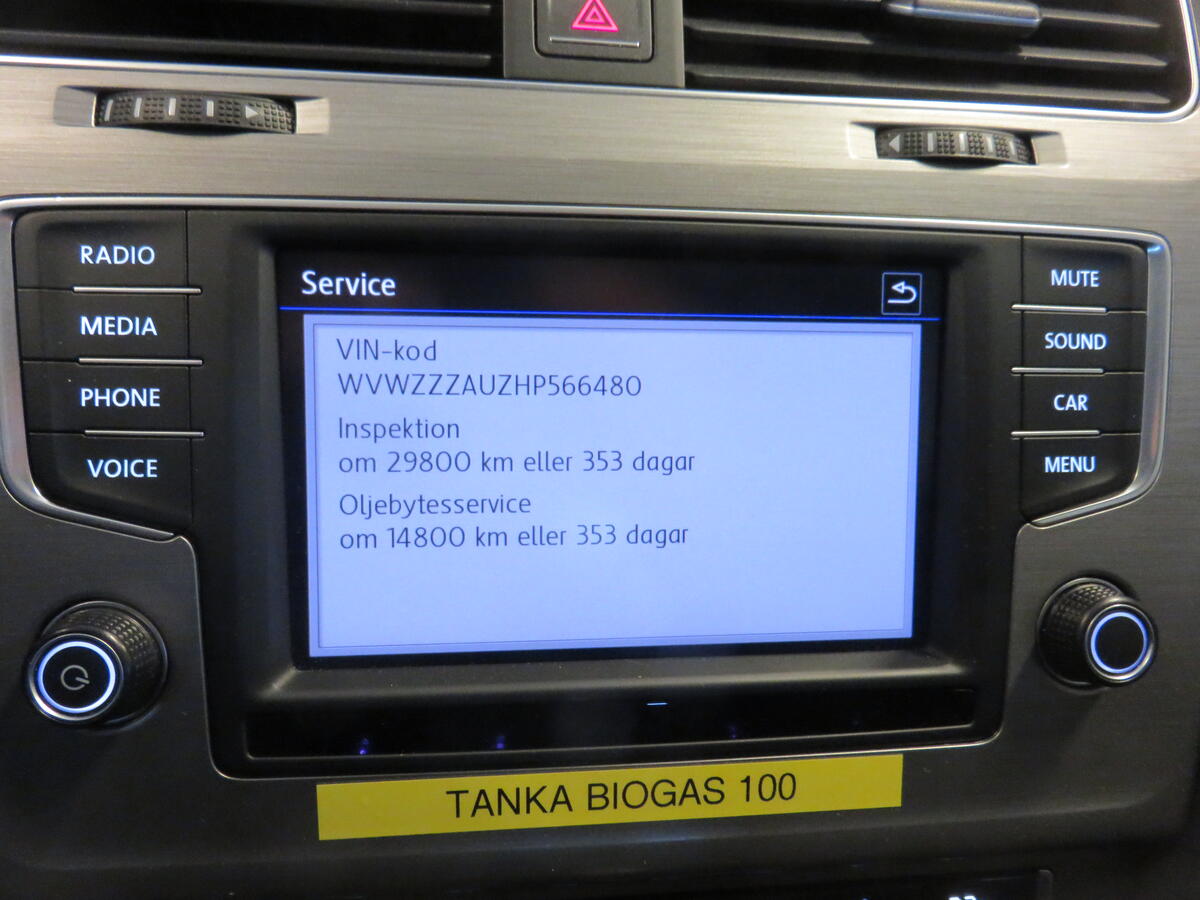 Service
RADIO
MEDIA
PHONE
VOICE
VIN-kod
WVWZZZAUZHP566480
Inspektion
om 29800 km eller 353 dagar
Oljebytesservice
om 14800 km eller 353 dagar
MUTE
SOUND
CAR
MENU
TANKA BIOGAS 100